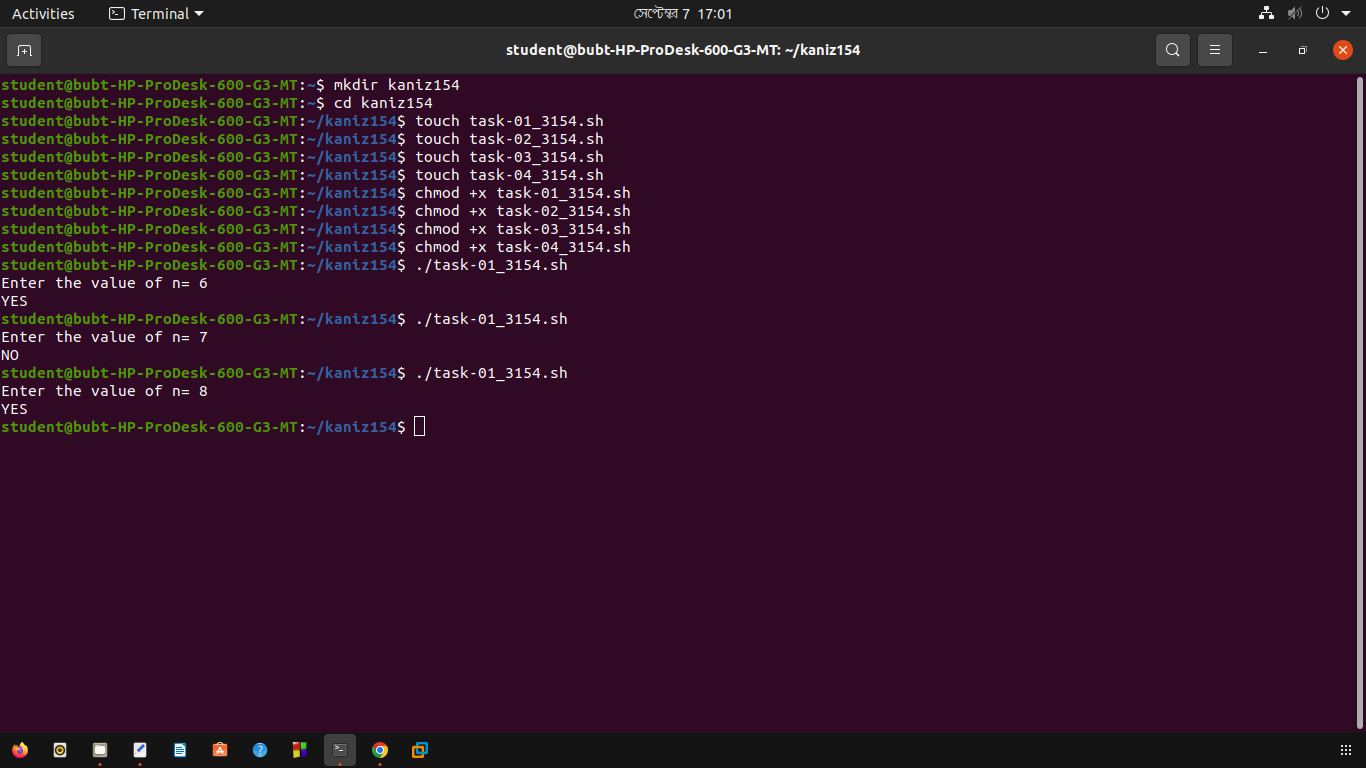 Activities Terminal সেপ্টেম্বর 7 17:01
student@bubt-HP-ProDesk-600-G3-MT: ~/kaniz154
student@bubt-HP-ProDesk-600-G3-MT:~$ mkdir kaniz154
student@bubt-HP-ProDesk-600-G3-MT:~$ cd kaniz154
student@bubt-HP-ProDesk-600-G3-MT:~/kaniz154$ touch task-01_3154.sh
student@bubt-HP-ProDesk-600-G3-MT:~/kaniz154$ touch task-02_3154.sh
student@bubt-HP-ProDesk-600-G3-MT:~/kaniz154$ touch task-03_3154.sh
student@bubt-HP-ProDesk-600-G3-MT:~/kaniz154$ touch task-04_3154.sh
student@bubt-HP-ProDesk-600-G3-MT:~/kaniz154$ chmod +x task-01_3154.sh
student@bubt-HP-ProDesk-600-G3-MT:~/kaniz154$ chmod +x task-02_3154.sh
student@bubt-HP-ProDesk-600-G3-MT:~/kaniz154$ chmod +x task-03_3154.sh
student@bubt-HP-ProDesk-600-G3-MT:~/kaniz154$ chmod +x task-04_3154.sh
student@bubt-HP-ProDesk-600-G3-MT:~/kaniz154$ ./task-01_3154.sh
Enter the value of n= 6
YES
student@bubt-HP-ProDesk-600-G3-MT:~/kaniz154$ ./task-01_3154.sh
Enter the value of n= 7
NO
student@bubt-HP-ProDesk-600-G3-MT:~/kaniz154$ ./task-01_3154.sh
Enter the value of n= 8
YES
student@bubt-HP-ProDesk-600-G3-MT:~/kaniz154$